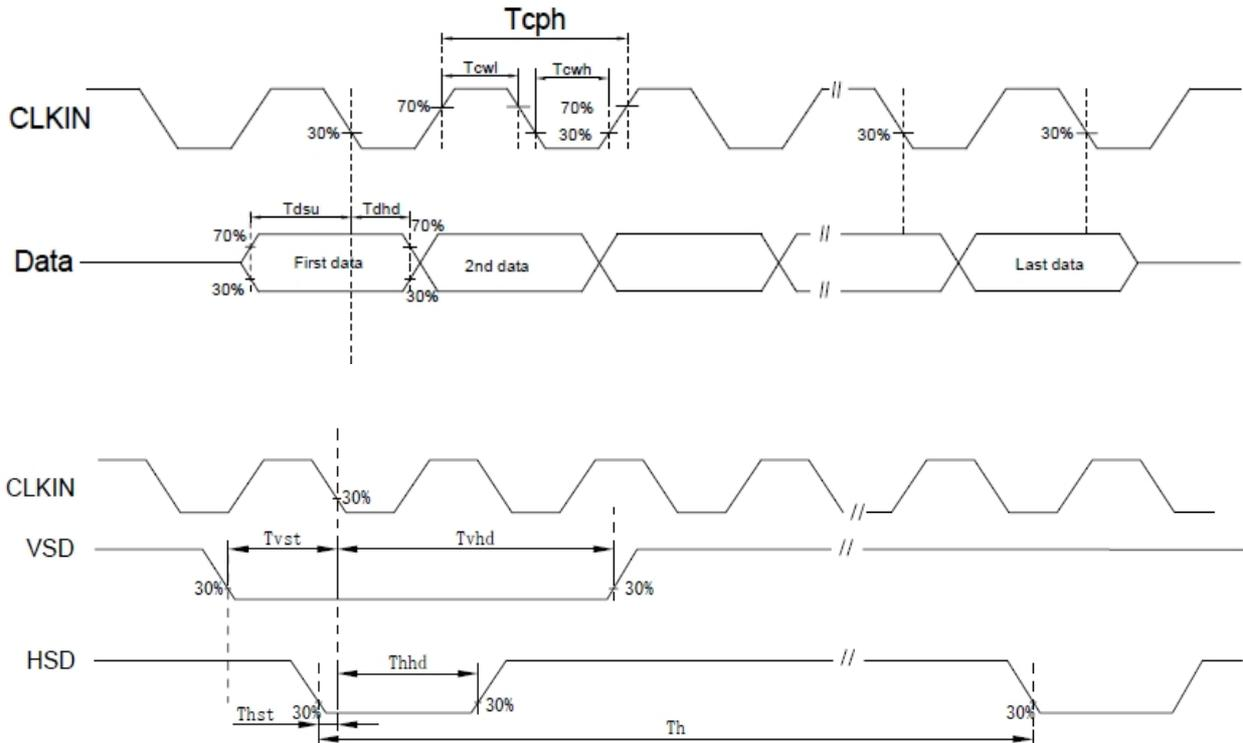 Tcph
Tcwl Tcwh
CLKIN 30% 70% 70% 30% 30% 30%
Tdsu Tdhd
70% 70%
Data First data 2nd data // Last data
30% 30% //
CLKIN 30%
//
VSD Tvst Tvhd //
30% 30%
HSD Thhd //
30% 30% 30%
Thst
Th